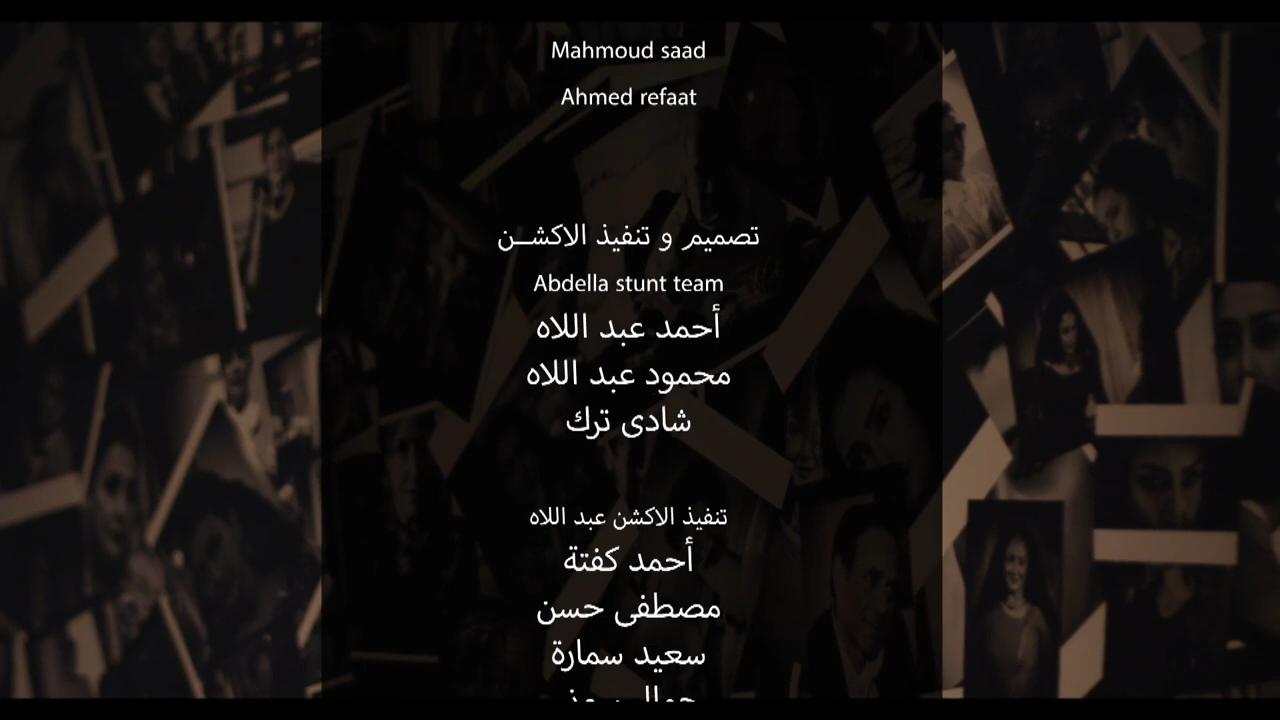 Mahmoud saad
Ahmed refaat
تصميم و تنفيذ الاكشــن
Abdella stunt team
أحمد عبد اللاه
محمود عبد اللاه
شادى ترك
تنفيذ الاكشن عبد اللاه
أحمد كفتة
مصطفى حسن
سعيد سمارة